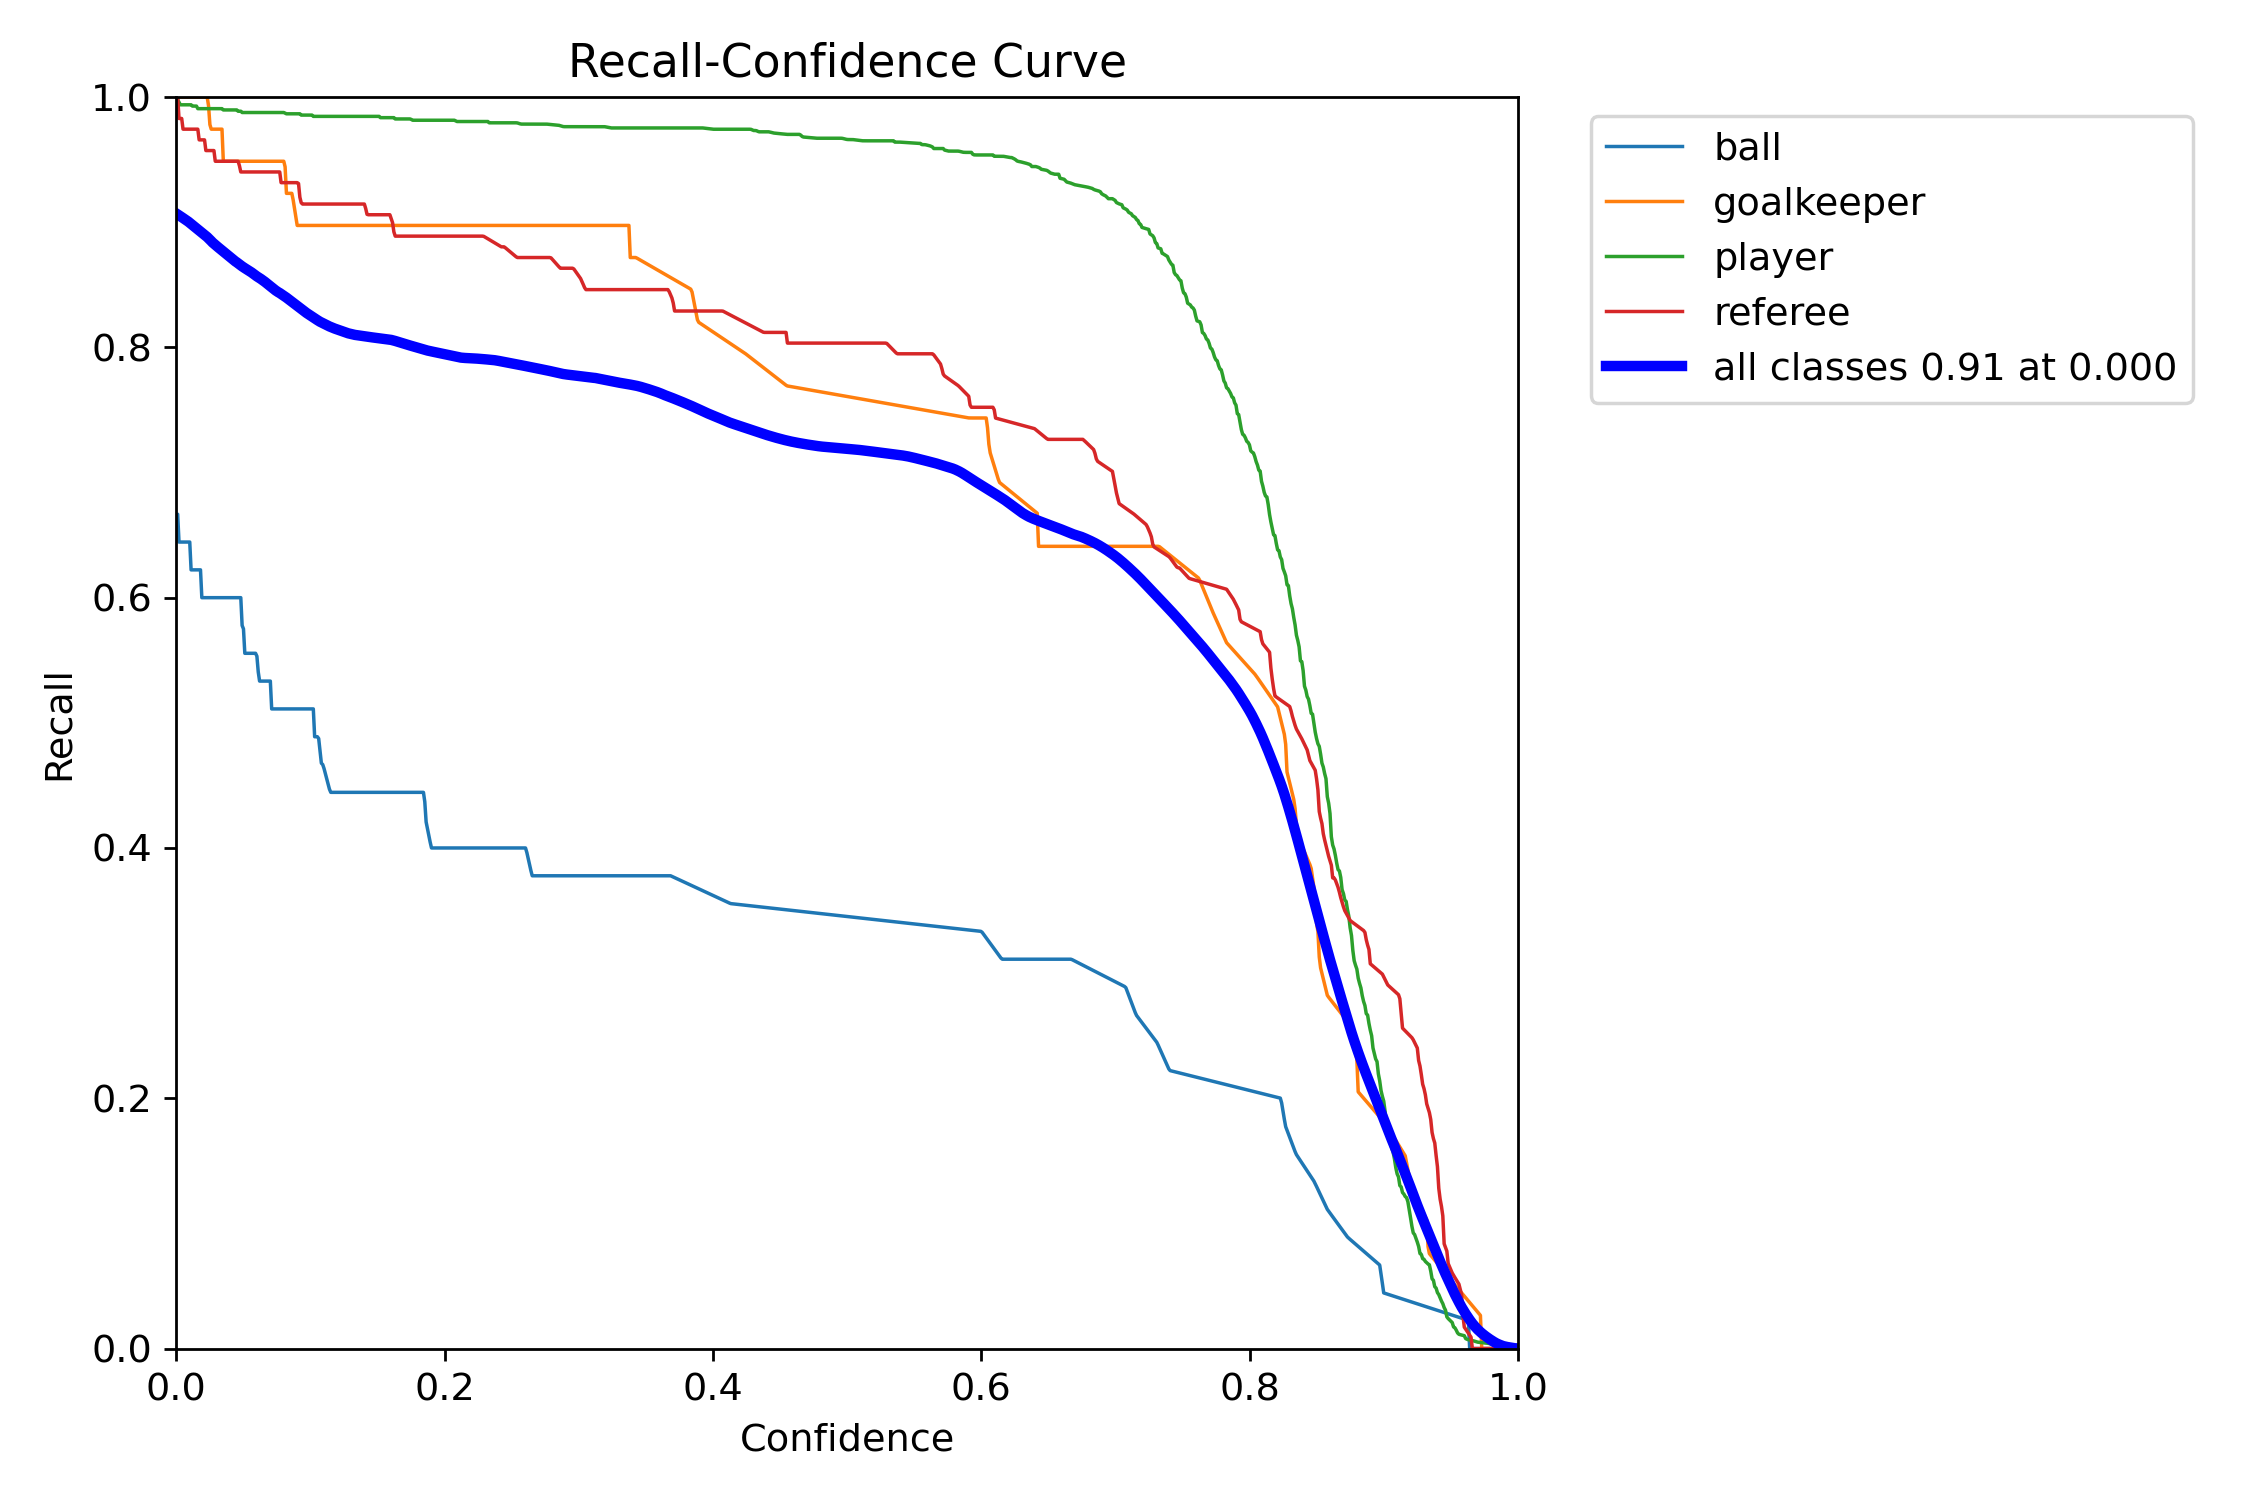 Recall-Confidence Curve
1.0
0.8
0.6
0.4
0.2
0.0
Recall
0.0 0.2 0.4 0.6 0.8 1.0
Confidence
ball
goalkeeper
player
referee
all classes 0.91 at 0.000